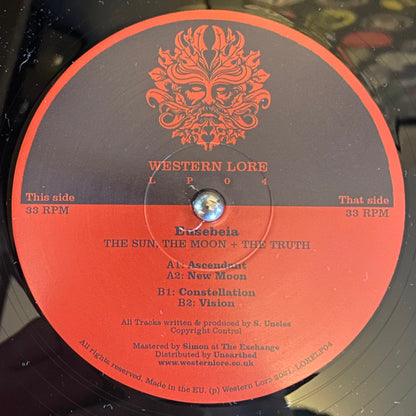 WESTERN LORE
LP04
This side
33 RPM
That side
33 RPM
Eusebeia
THE SUN, THE MOON + THE TRUTH
A1: Ascendant
A2: New Moon
B1: Constellation
B2: Vision
All Tracks written & produced by S. Uncles
Copyright Control
Mastered by Simon at The Exchange
Distributed by Unearthed
www.westernlore.co.uk
All rights reserved. Made in the EU. (p) Western Lore 2021. LORELP04